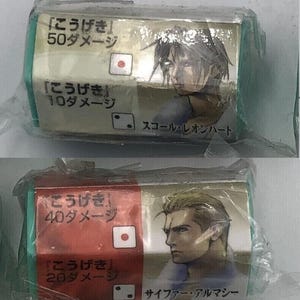 「こうげき」
50ダメージ
「こうげき」
10ダメージ
スコール・レオンハート
「こうげき」
40ダメージ
「こうげき」
20ダメージ
サイファー・アルマシー